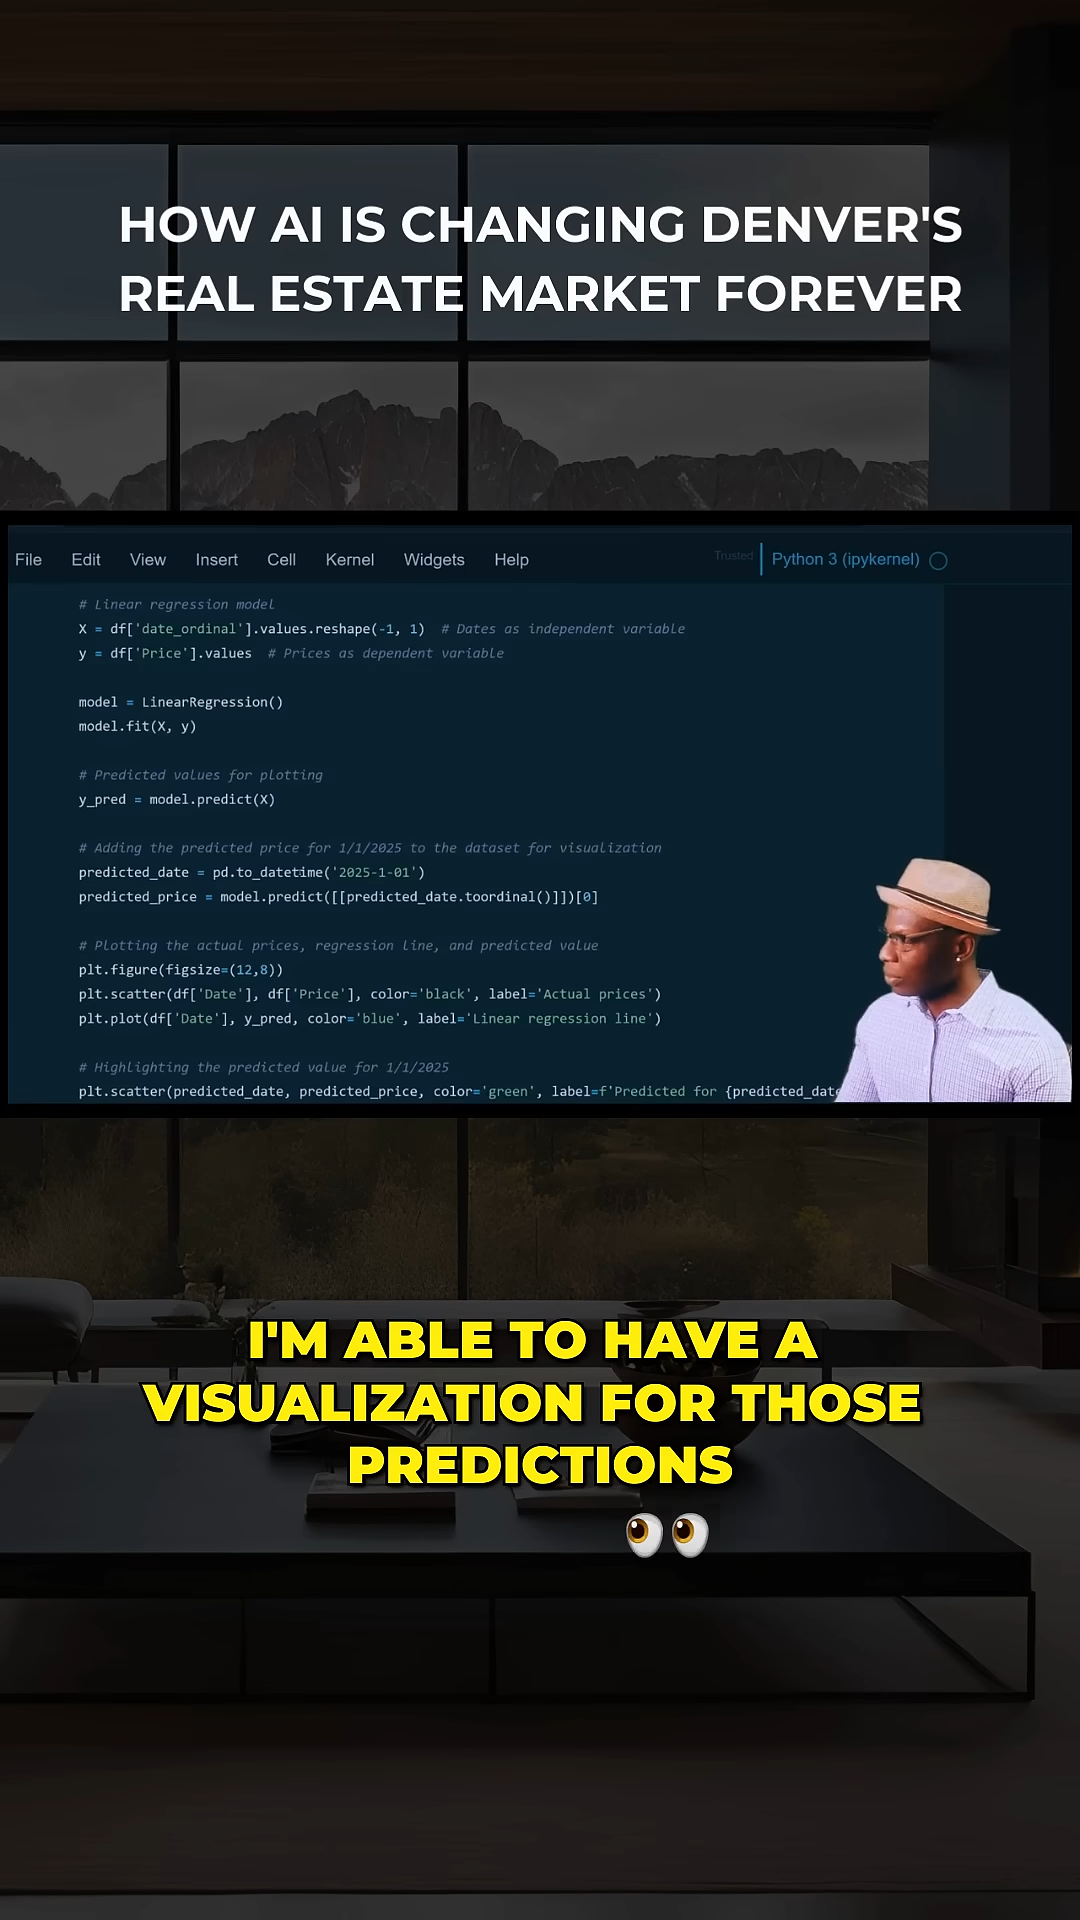 HOW AI IS CHANGING DENVER'S
REAL ESTATE MARKET FOREVER
File Edit View Insert Cell Kernel Widgets Help Trusted Python 3 (ipykernel)
# Linear regression model
X = df['date_ordinal'].values.reshape(-1, 1)  # Dates as independent variable
y = df['Price'].values  # Prices as dependent variable
model = LinearRegression()
model.fit(X, y)
# Predicted values for plotting
y_pred = model.predict(X)
# Adding the predicted price for 1/1/2025 to the dataset for visualization
predicted_date = pd.to_datetime('2025-1-01')
predicted_price = model.predict([[predicted_date.toordinal()]])[0]
# Plotting the actual prices, regression line, and predicted value
plt.figure(figsize=(12,8))
plt.scatter(df['Date'], df['Price'], color='black', label='Actual prices')
plt.plot(df['Date'], y_pred, color='blue', label='Linear regression line')
# Highlighting the predicted value for 1/1/2025
plt.scatter(predicted_date, predicted_price, color='green', label=f'Predicted for {predicted_date
I'M ABLE TO HAVE A
VISUALIZATION FOR THOSE
PREDICTIONS